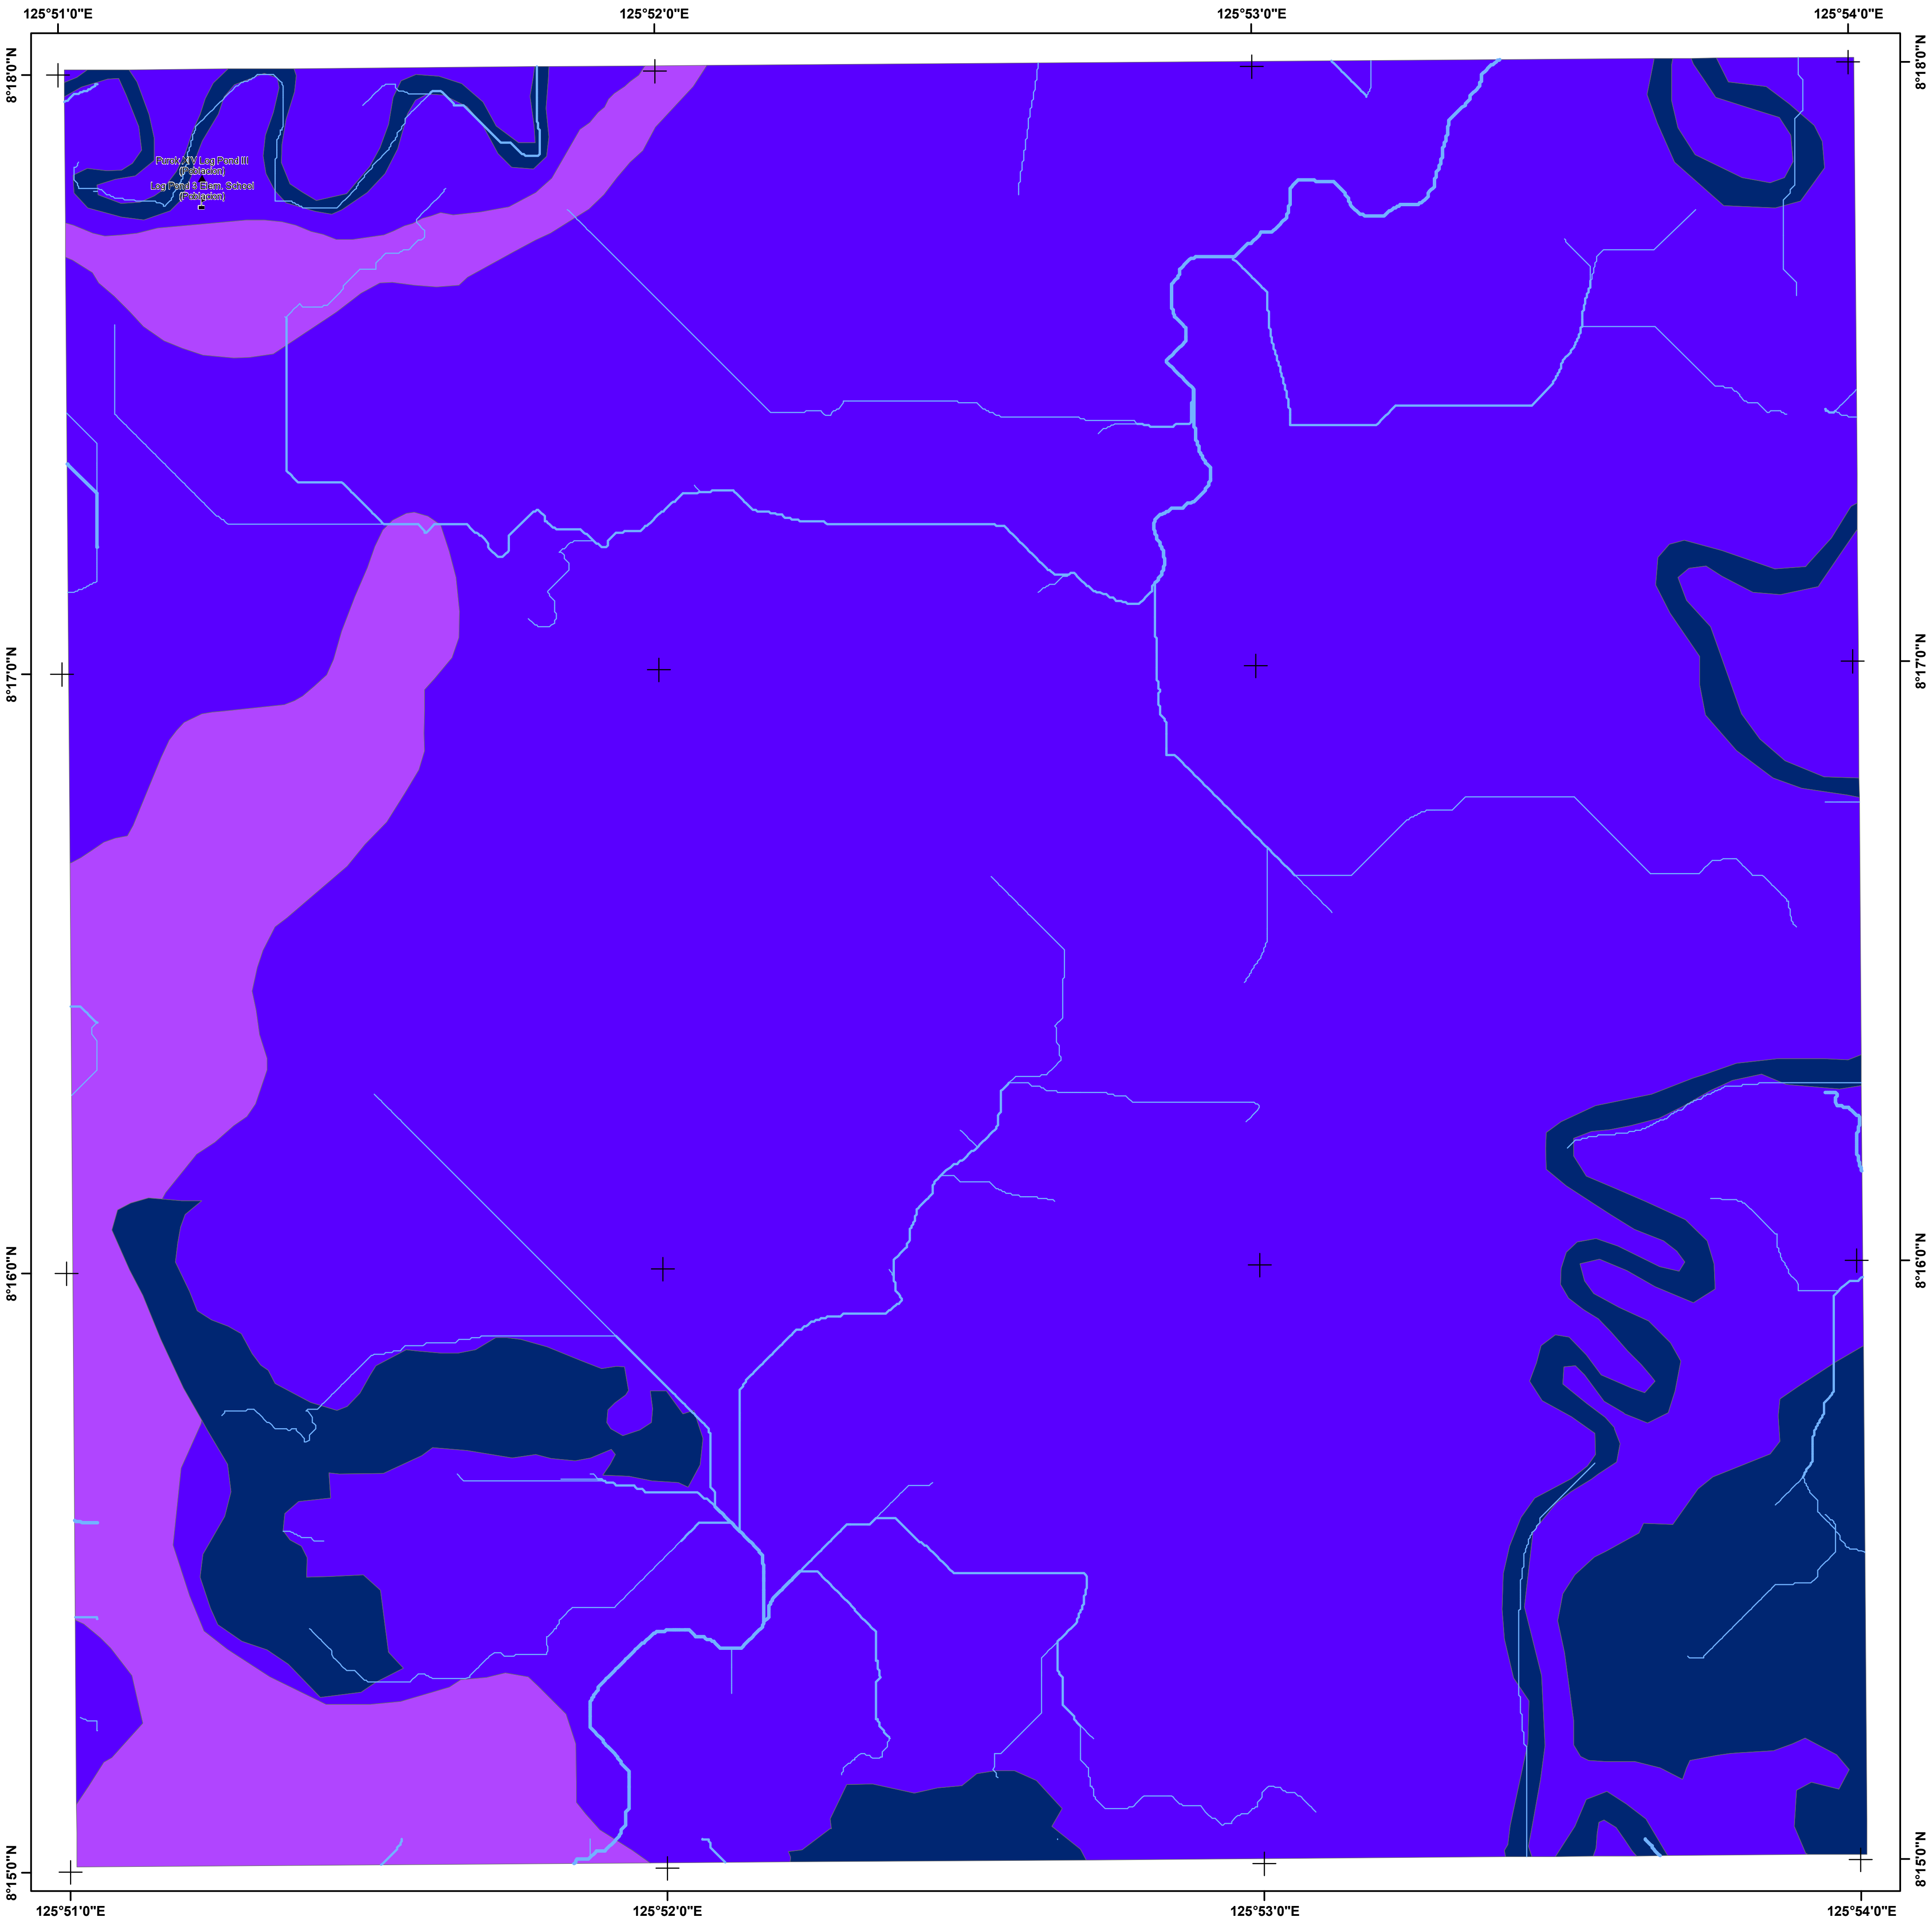 125°51'0"E 125°52'0"E 125°53'0"E 125°54'0"E
8°18'0"N 8°18'0"N
Purok XIV Lag Pond III
(Poblacion)
Lag Pond 3 Elem. School
(Poblacion)
8°17'0"N 8°17'0"N
8°16'0"N 8°16'0"N
8°15'0"N 8°15'0"N
125°51'0"E 125°52'0"E 125°53'0"E 125°54'0"E